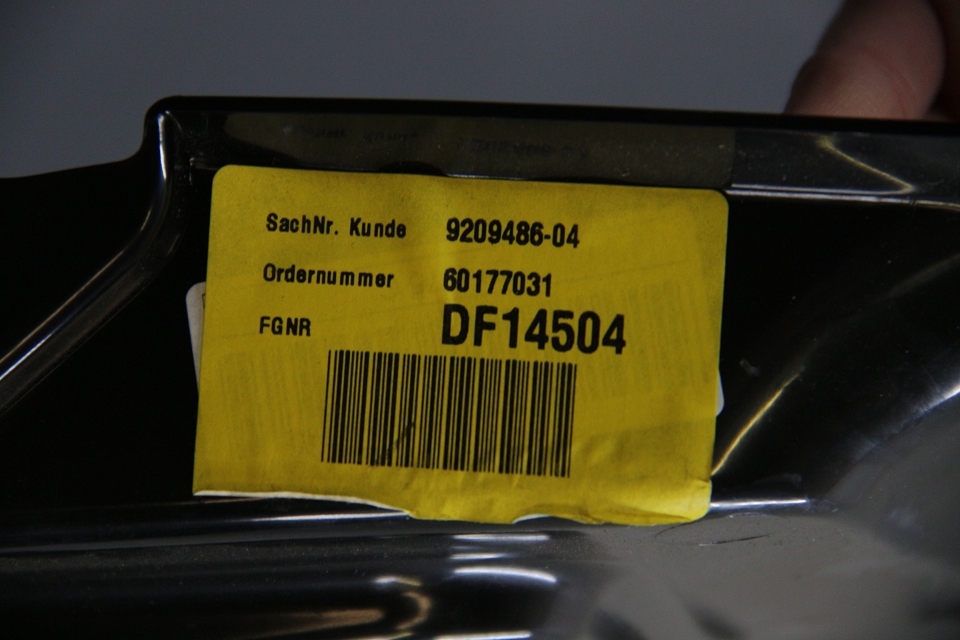 SachNr. Kunde 9209486-04
Ordernummer 60177031
FGNR DF14504